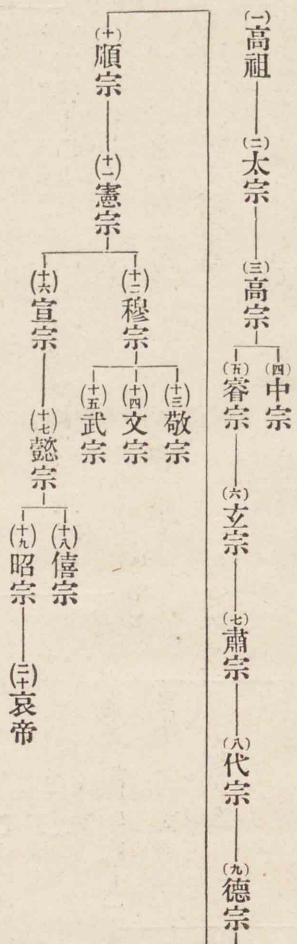 (一)高祖
(二)太宗
(三)高宗
(四)中宗
(五)睿宗
(六)玄宗
(七)肅宗
(八)代宗
(九)德宗
(十)順宗
(十一)憲宗
(十二)穆宗
(十三)敬宗
(十四)文宗
(十五)武宗
(十六)宣宗
(十七)懿宗
(十八)僖宗
(十九)昭宗
(二十)哀帝